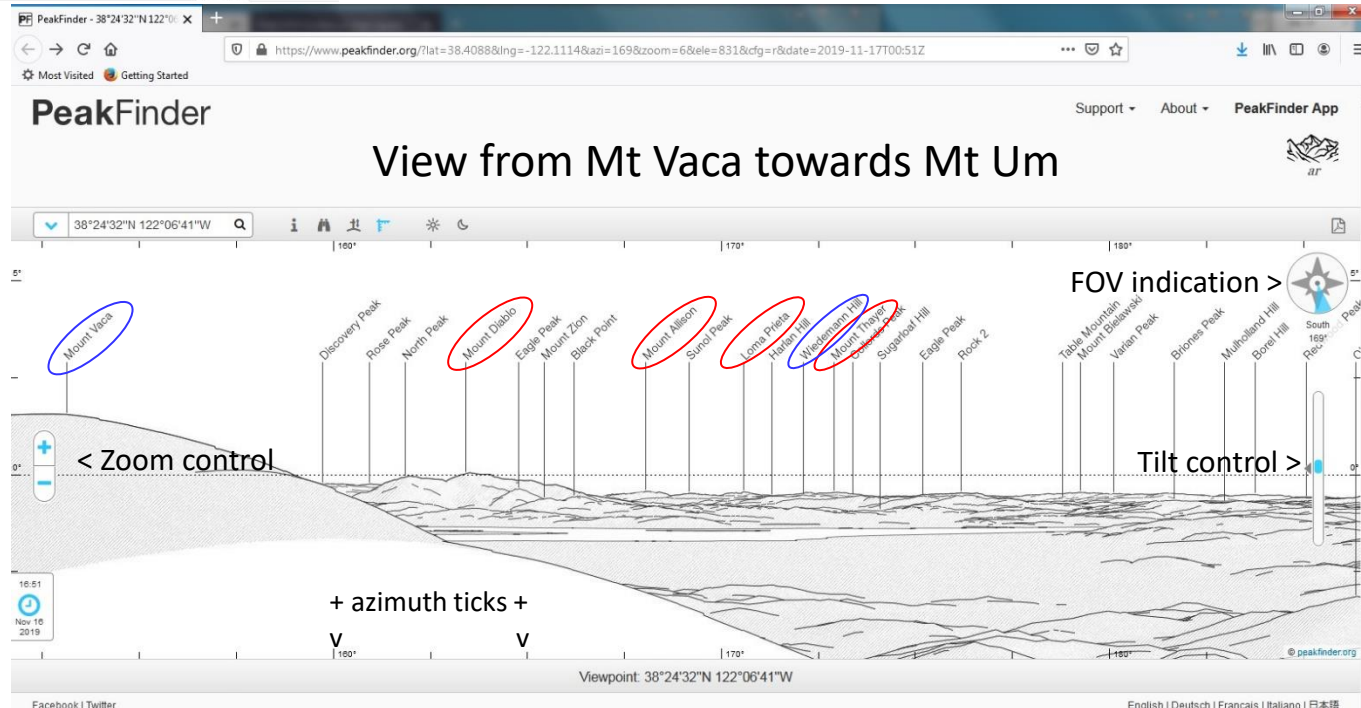 PeakFinder - 38°24'32"N 122°06
https://www.peakfinder.org/?lat=38.4088&lng=-122.1114&azi=169&zoom=6&ele=831&cfg=r&date=2019-11-17T00:51Z
Most Visited Getting Started
PeakFinder
Support About PeakFinder App
View from Mt Vaca towards Mt Um
ar
38°24'32"N 122°06'41"W
160° 170° 180°
5° 5°
FOV indication >
South
169°
Mount Vaca
Discovery Peak
Rose Peak
North Peak
Mount Diablo
Eagle Peak
Mount Zion
Black Point
Mount Allison
Sunol Peak
Loma Prieta
Harlan Hill
Wiedemann Hill
Mount Thayer
Peak
Sugarloaf Hill
Eagle Peak
Rock 2
Table Mountain
Mount Bielawski
Varian Peak
Briones Peak
Mulholland Hill
Borel Hill
Peak
< Zoom control
Tilt control >
0° 0°
16:51
Nov 16
2019
+ azimuth ticks +
v v
160° 170° 180°
© peakfinder.org
Viewpoint: 38°24'32"N 122°06'41"W
Facebook | Twitter
English | Deutsch | Français | Italiano | 日本語